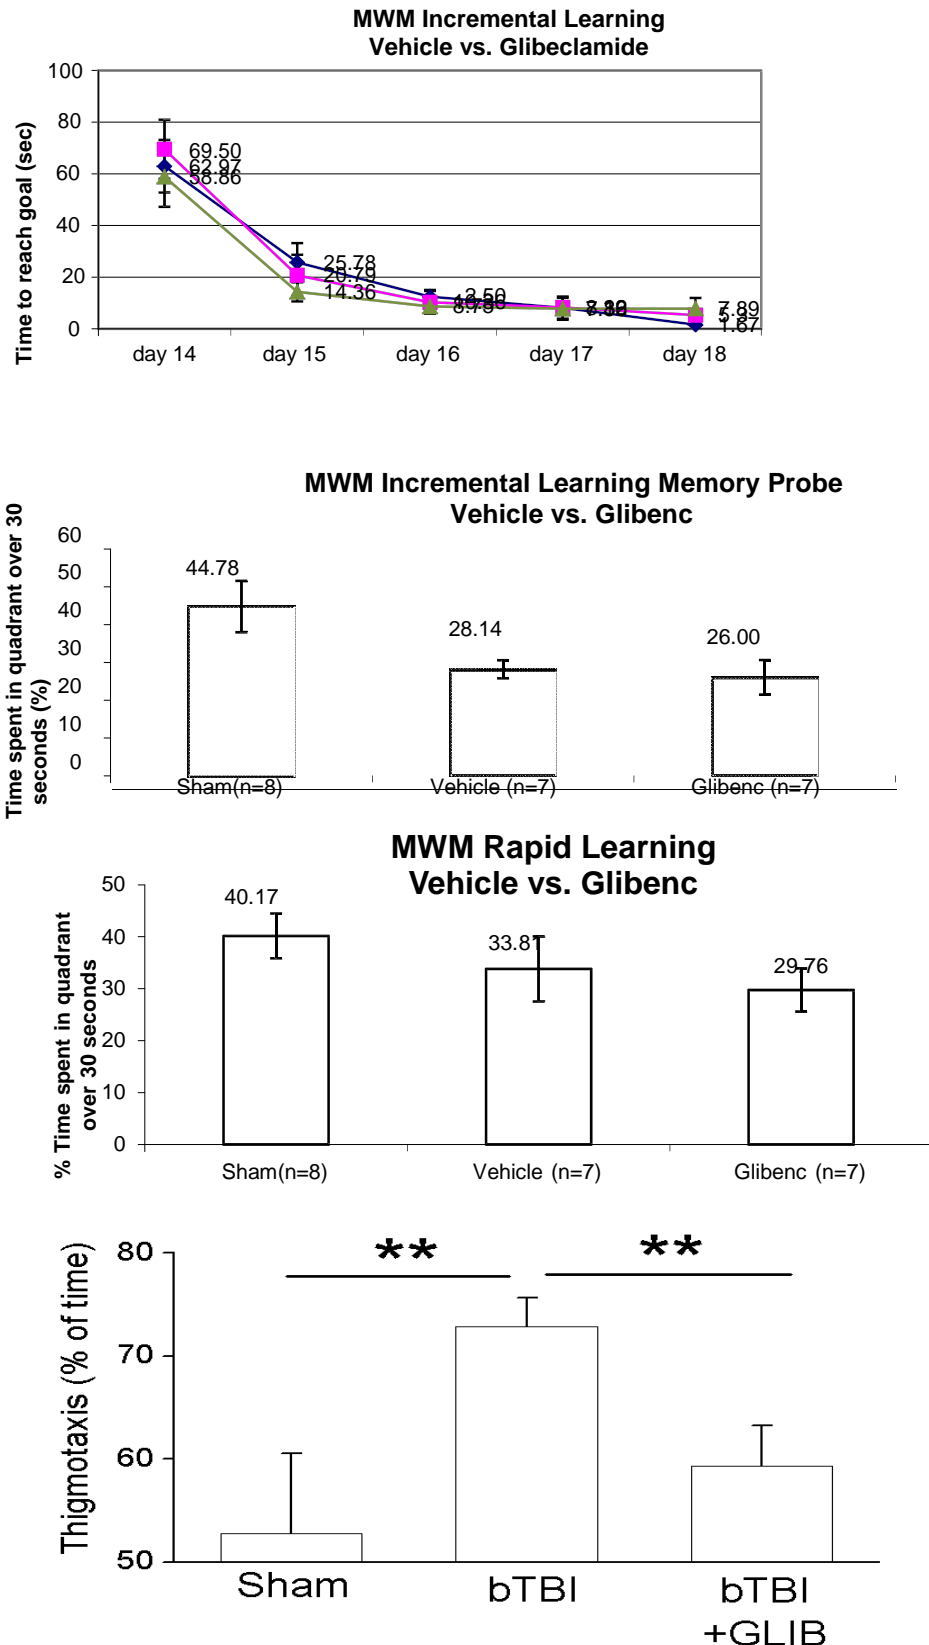 MWM Incremental Learning
Vehicle vs. Glibeclamide
Time to reach goal (sec)
100
80
60
40
20
0
69.50
62.97
58.86
25.78
20.79
14.36
8.75
7.89
1.67
day 14
day 15
day 16
day 17
day 18
MWM Incremental Learning Memory Probe
Vehicle vs. Glibenc
Time spent in quadrant over 30
seconds (%)
60
50
40
30
20
10
0
44.78
28.14
26.00
Sham(n=8)
Vehicle (n=7)
Glibenc (n=7)
MWM Rapid Learning
Vehicle vs. Glibenc
% Time spent in quadrant
over 30 seconds
50
40
30
20
10
0
40.17
33.81
29.76
Sham(n=8)
Vehicle (n=7)
Glibenc (n=7)
Thigmotaxis (% of time)
80
70
60
50
**
**
Sham
bTBI
bTBI
+GLIB